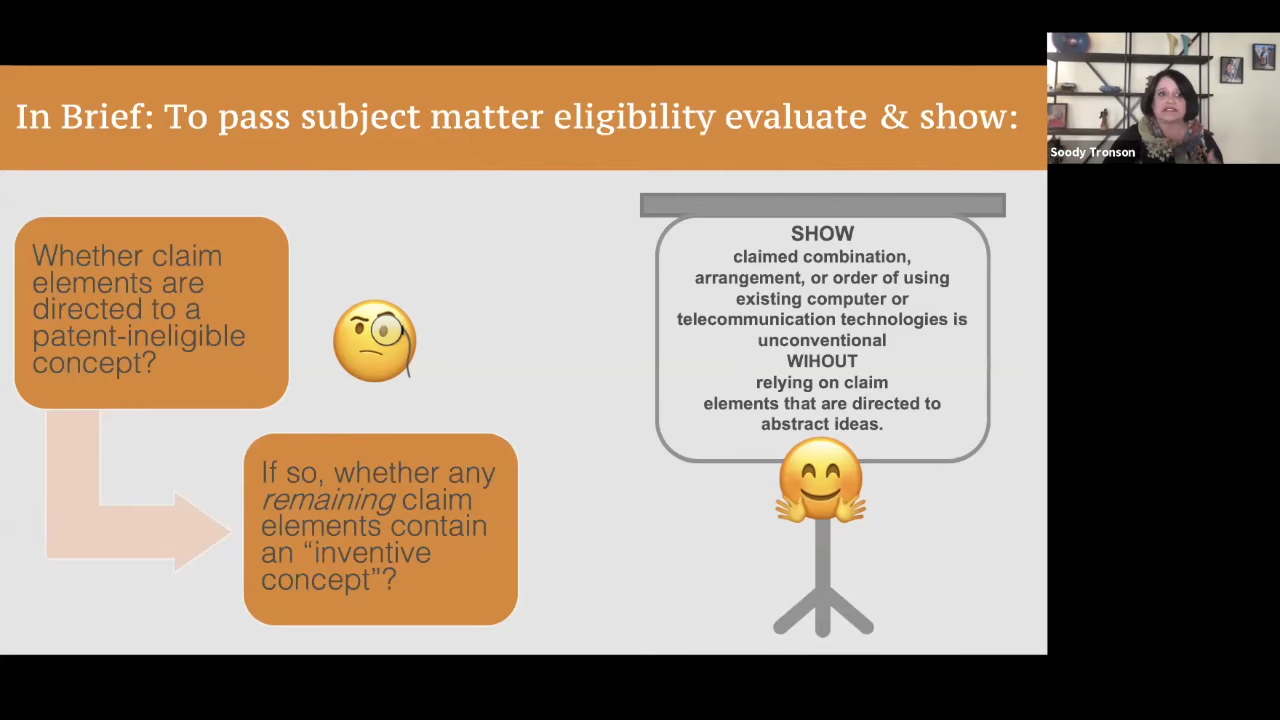 In Brief: To pass subject matter eligibility evaluate & show:
Soody Tronson
Whether claim
elements are
directed to a
patent-ineligible
concept?
If so, whether any
remaining claim
elements contain
an “inventive
concept”?
SHOW
claimed combination,
arrangement, or order of using
existing computer or
telecommunication technologies is
unconventional
WIHOUT
relying on claim
elements that are directed to
abstract ideas.